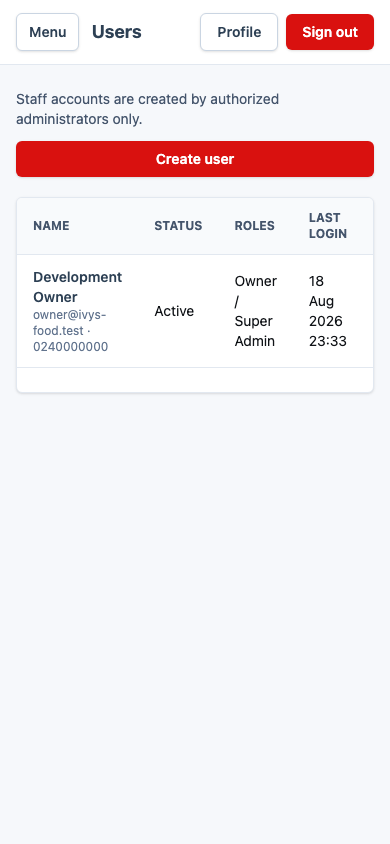 Menu
Users
Profile
Sign out
Staff accounts are created by authorized
administrators only.
Create user
NAME
STATUS
ROLES
LAST
LOGIN
Development
Owner
owner@ivys-
food.test ·
0240000000
Active
Owner
/
Super
Admin
18
Aug
2026
23:33